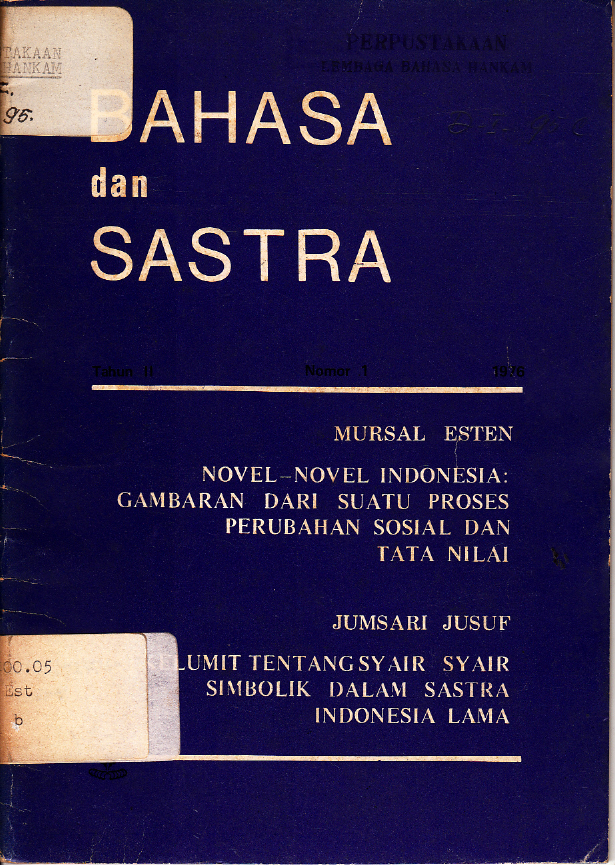 TAKAAN
HANKAM
95.
PERPUSTAKAAN
LEMBAGA BAHASA HANKAM
BAHASA
dan
SASTRA
Tahun II Nomor 1 1976
MURSAL ESTEN
NOVEL-NOVEL INDONESIA:
GAMBARAN DARI SUATU PROSES
PERUBAHAN SOSIAL DAN
TATA NILAI
JUMSARI JUSUF
ELUMIT TENTANG SYAIR SYAIR
SIMBOLIK DALAM SASTRA
INDONESIA LAMA
00.05
Est
b